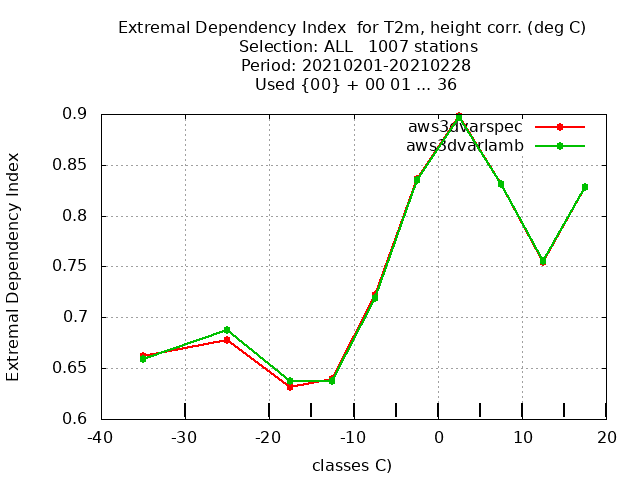 Extremal Dependency Index  for T2m, height corr. (deg C)
Selection: ALL   1007 stations
Period: 20210201-20210228
Used {00} + 00 01 ... 36
aws3dvarspec
aws3dvarlamb
Extremal Dependency Index
0.9
0.85
0.8
0.75
0.7
0.65
0.6
-40 -30 -20 -10 0 10 20
classes C)